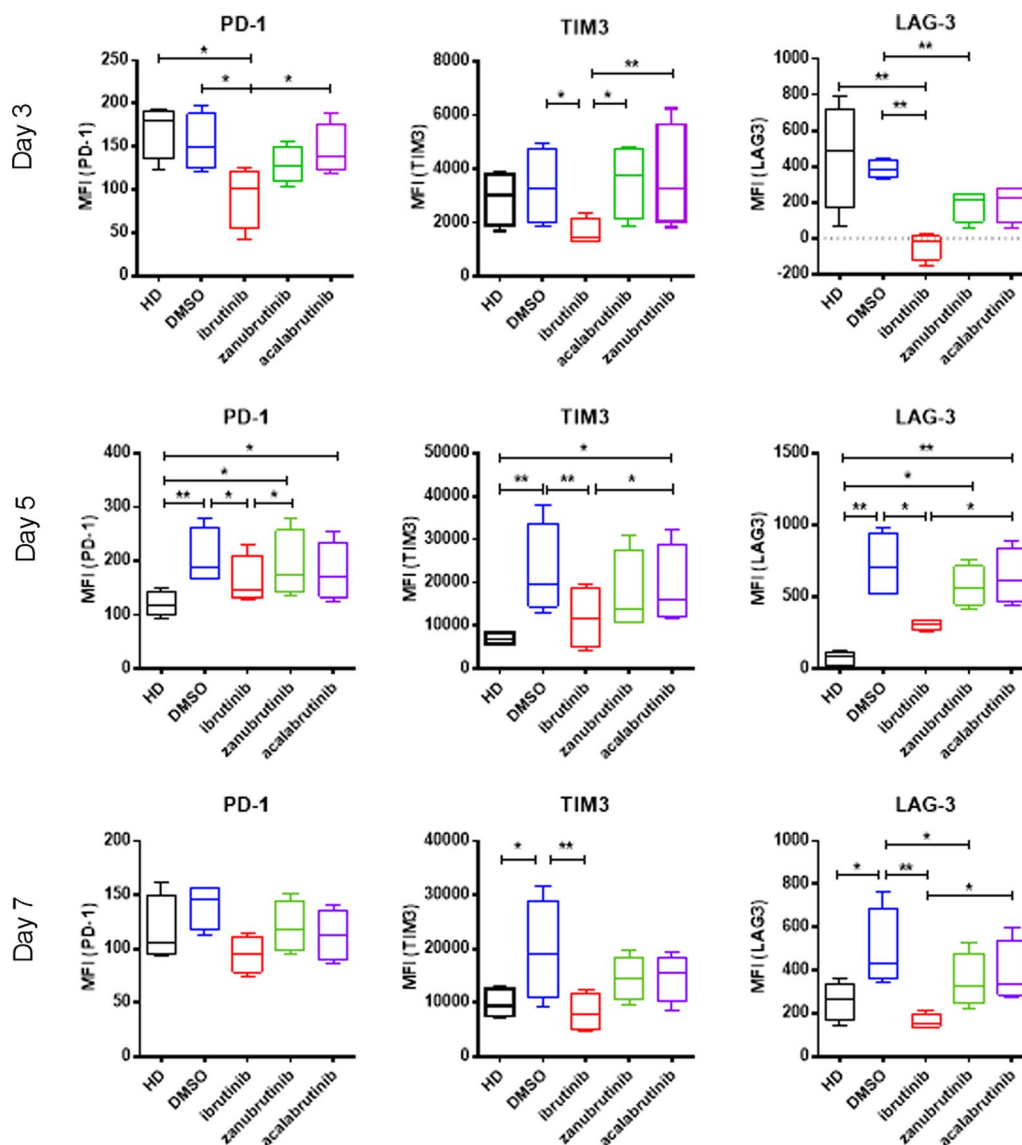 PD-1
TIM3
LAG-3
Day 3
MFI (PD-1)
250
200
150
100
50
0
*
*
*
HD
DMSO
ibrutinib
zanubrutinib
acalabrutinib
MFI (TIM3)
8000
6000
4000
2000
0
**
*
*
HD
DMSO
ibrutinib
acalabrutinib
zanubrutinib
MFI (LAG3)
1000
800
600
400
200
0
-200
**
**
**
HD
DMSO
ibrutinib
zanubrutinib
acalabrutinib
PD-1
TIM3
LAG-3
Day 5
MFI (PD-1)
400
300
200
100
0
*
*
**
*
*
HD
DMSO
ibrutinib
zanubrutinib
acalabrutinib
MFI (TIM3)
50000
40000
30000
20000
10000
0
*
**
**
*
HD
DMSO
ibrutinib
zanubrutinib
acalabrutinib
MFI (LAG3)
1500
1000
500
0
**
*
**
*
*
HD
DMSO
ibrutinib
zanubrutinib
acalabrutinib
PD-1
TIM3
LAG-3
Day 7
MFI (PD-1)
200
150
100
50
0
HD
DMSO
ibrutinib
zanubrutinib
acalabrutinib
MFI (TIM3)
40000
30000
20000
10000
0
*
**
HD
DMSO
ibrutinib
zanubrutinib
acalabrutinib
MFI (LAG3)
1000
800
600
400
200
0
*
*
**
*
HD
DMSO
ibrutinib
zanubrutinib
acalabrutinib